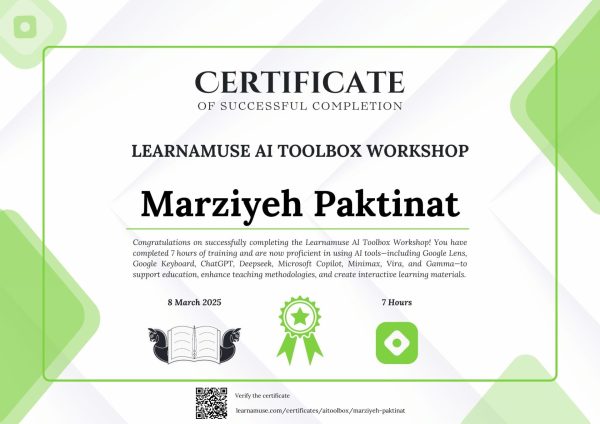 CERTIFICATE
OF SUCCESSFUL COMPLETION
LEARNAMUSE AI TOOLBOX WORKSHOP
Marziyeh Paktinat
Congratulations on successfully completing the Learnamuse AI Toolbox Workshop! You have
completed 7 hours of training and are now proficient in using AI tools—including Google Lens,
Google Keyboard, ChatGPT, Deepseek, Microsoft Copilot, Minimax, Vira, and Gamma—to
support education, enhance teaching methodologies, and create interactive learning materials.
8 March 2025
7 Hours
Verify the certificate
learnamuse.com/certificates/aitoolbox/marziyeh-paktinat